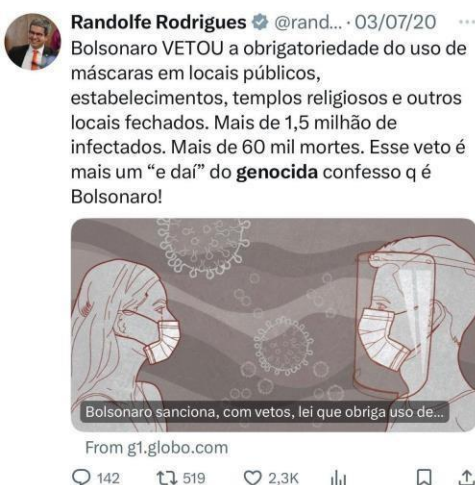 Randolfe Rodrigues @rand... · 03/07/20 ...
Bolsonaro VETOU a obrigatoriedade do uso de
máscaras em locais públicos,
estabelecimentos, templos religiosos e outros
locais fechados. Mais de 1,5 milhão de
infectados. Mais de 60 mil mortes. Esse veto é
mais um “e daí” do genocida confesso q é
Bolsonaro!
Bolsonaro sanciona, com vetos, lei que obriga uso de...
From g1.globo.com
142 519 2,3K